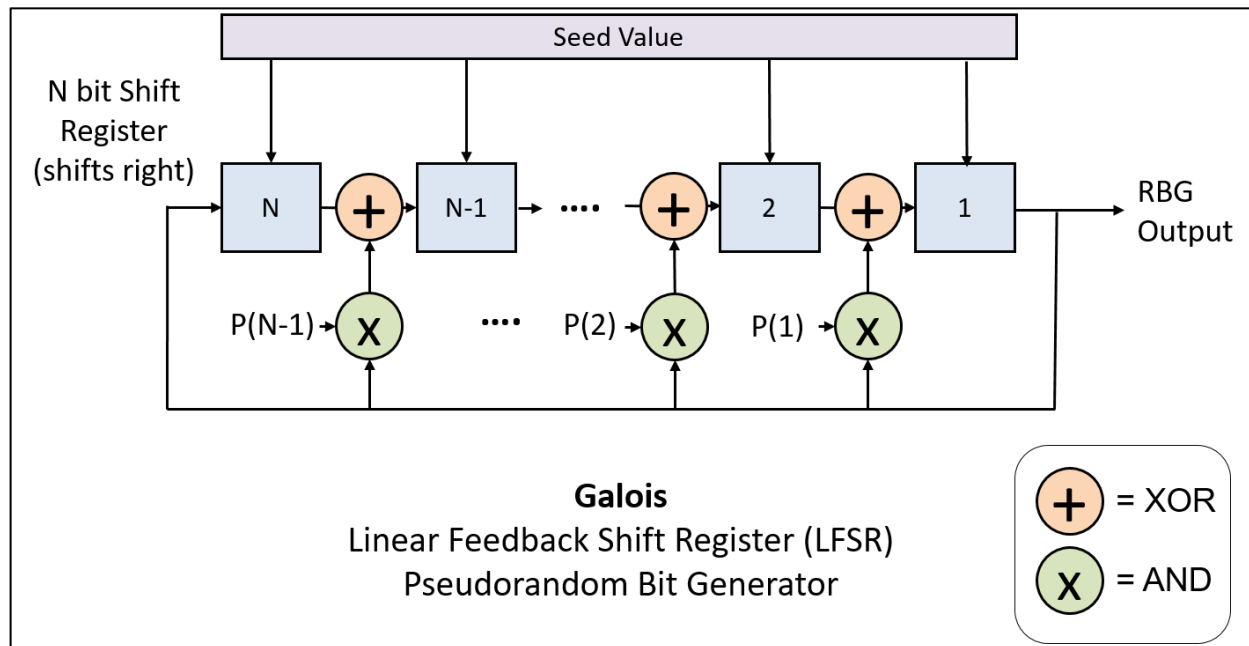 Seed Value
N bit Shift
Register
(shifts right)
N
+
N-1
....
+
2
+
1
RBG
Output
P(N-1)
X
....
P(2)
X
P(1)
X
Galois
Linear Feedback Shift Register (LFSR)
Pseudorandom Bit Generator
+ = XOR
X = AND